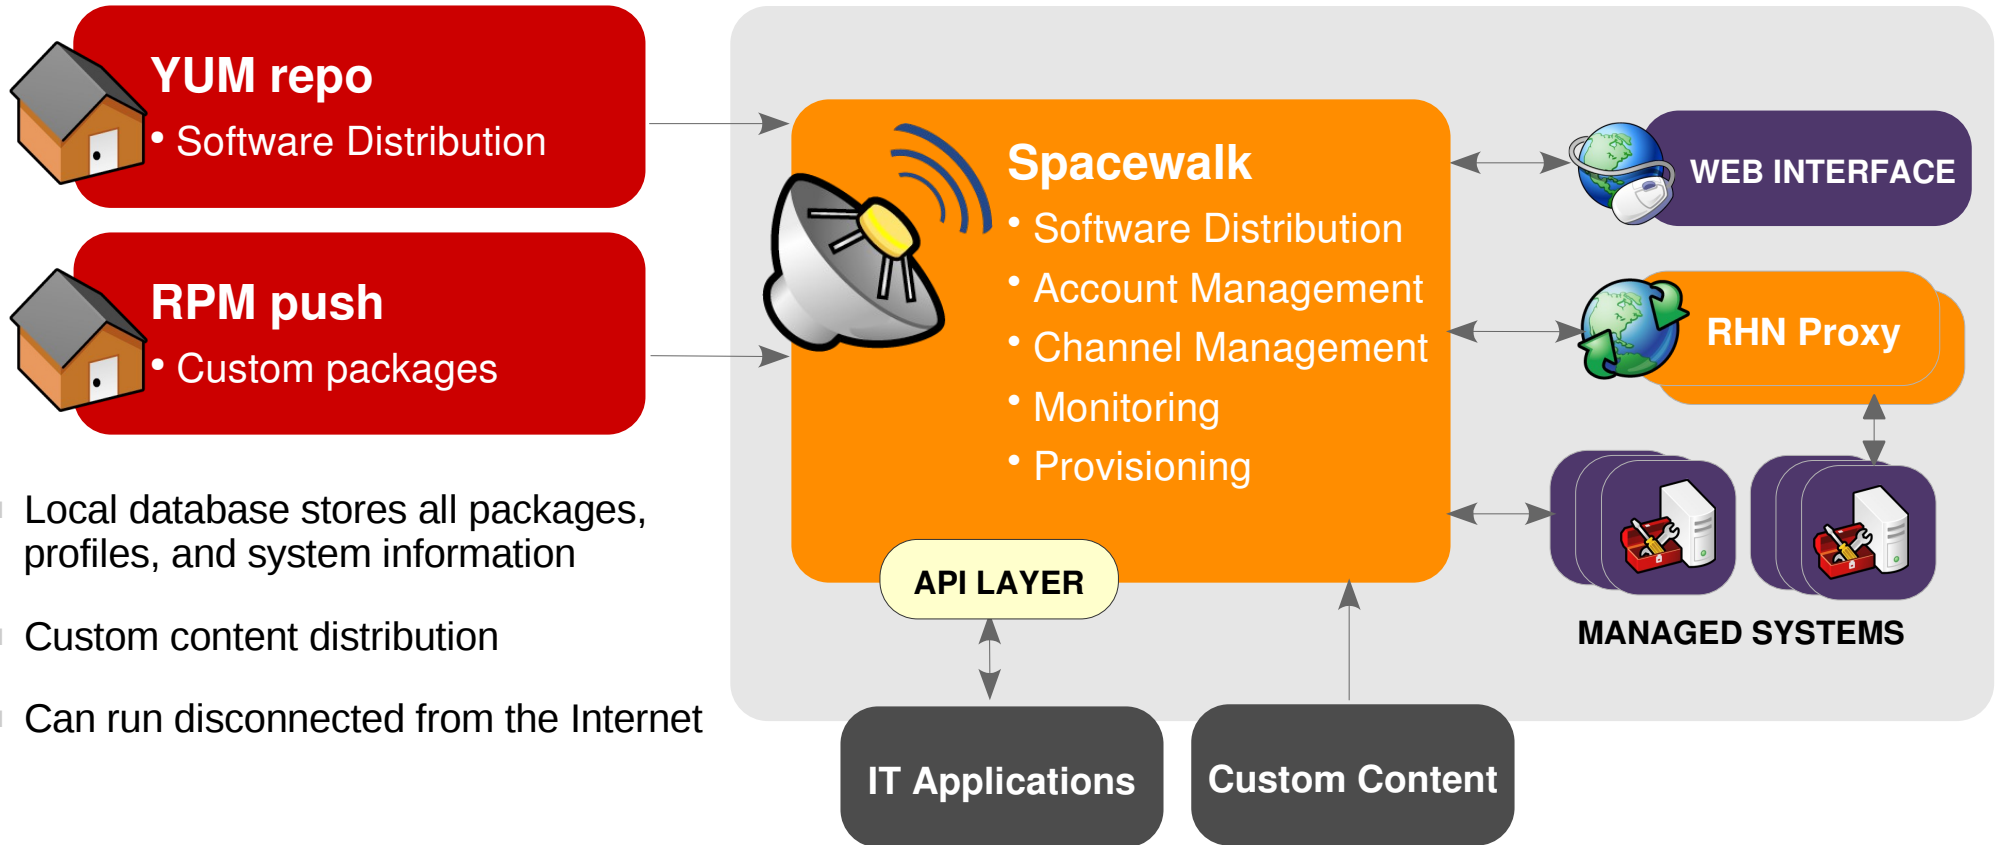 YUM repo
• Software Distribution
RPM push
• Custom packages
Local database stores all packages,
profiles, and system information
Custom content distribution
Can run disconnected from the Internet
Spacewalk
• Software Distribution
• Account Management
• Channel Management
• Monitoring
• Provisioning
API LAYER
WEB INTERFACE
RHN Proxy
MANAGED SYSTEMS
IT Applications
Custom Content